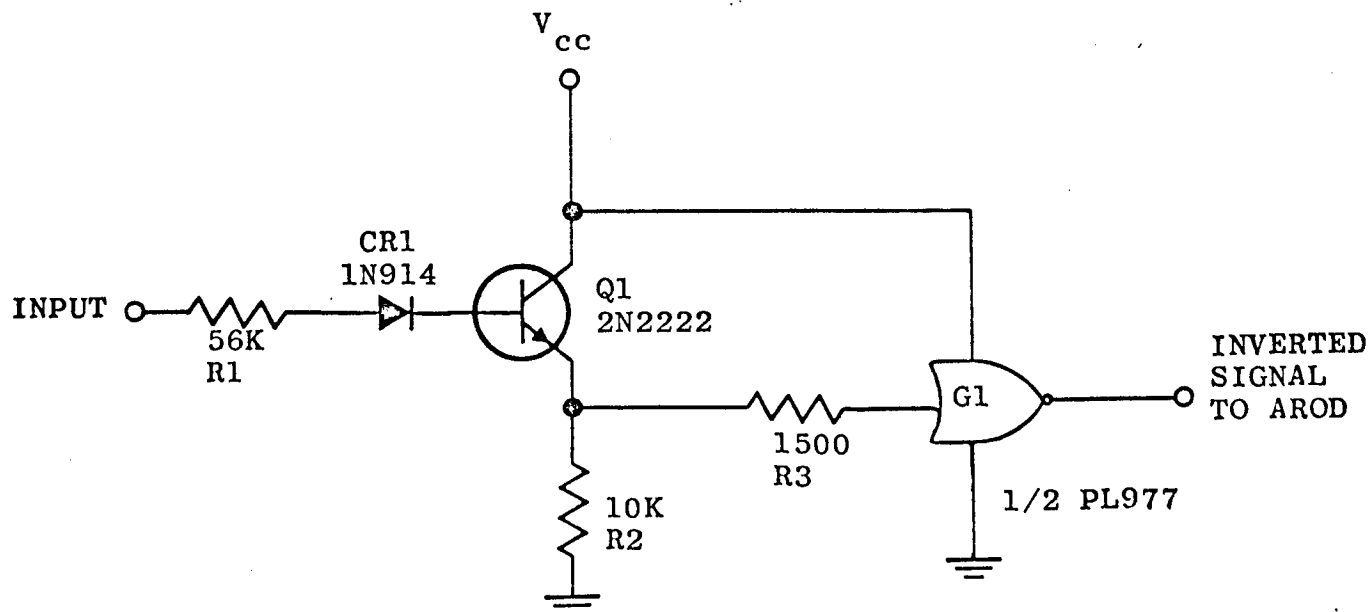 V
cc
CR1
1N914
INPUT
56K
R1
Q1
2N2222
1500
R3
10K
R2
G1
1/2 PL977
INVERTED
SIGNAL
TO AROD